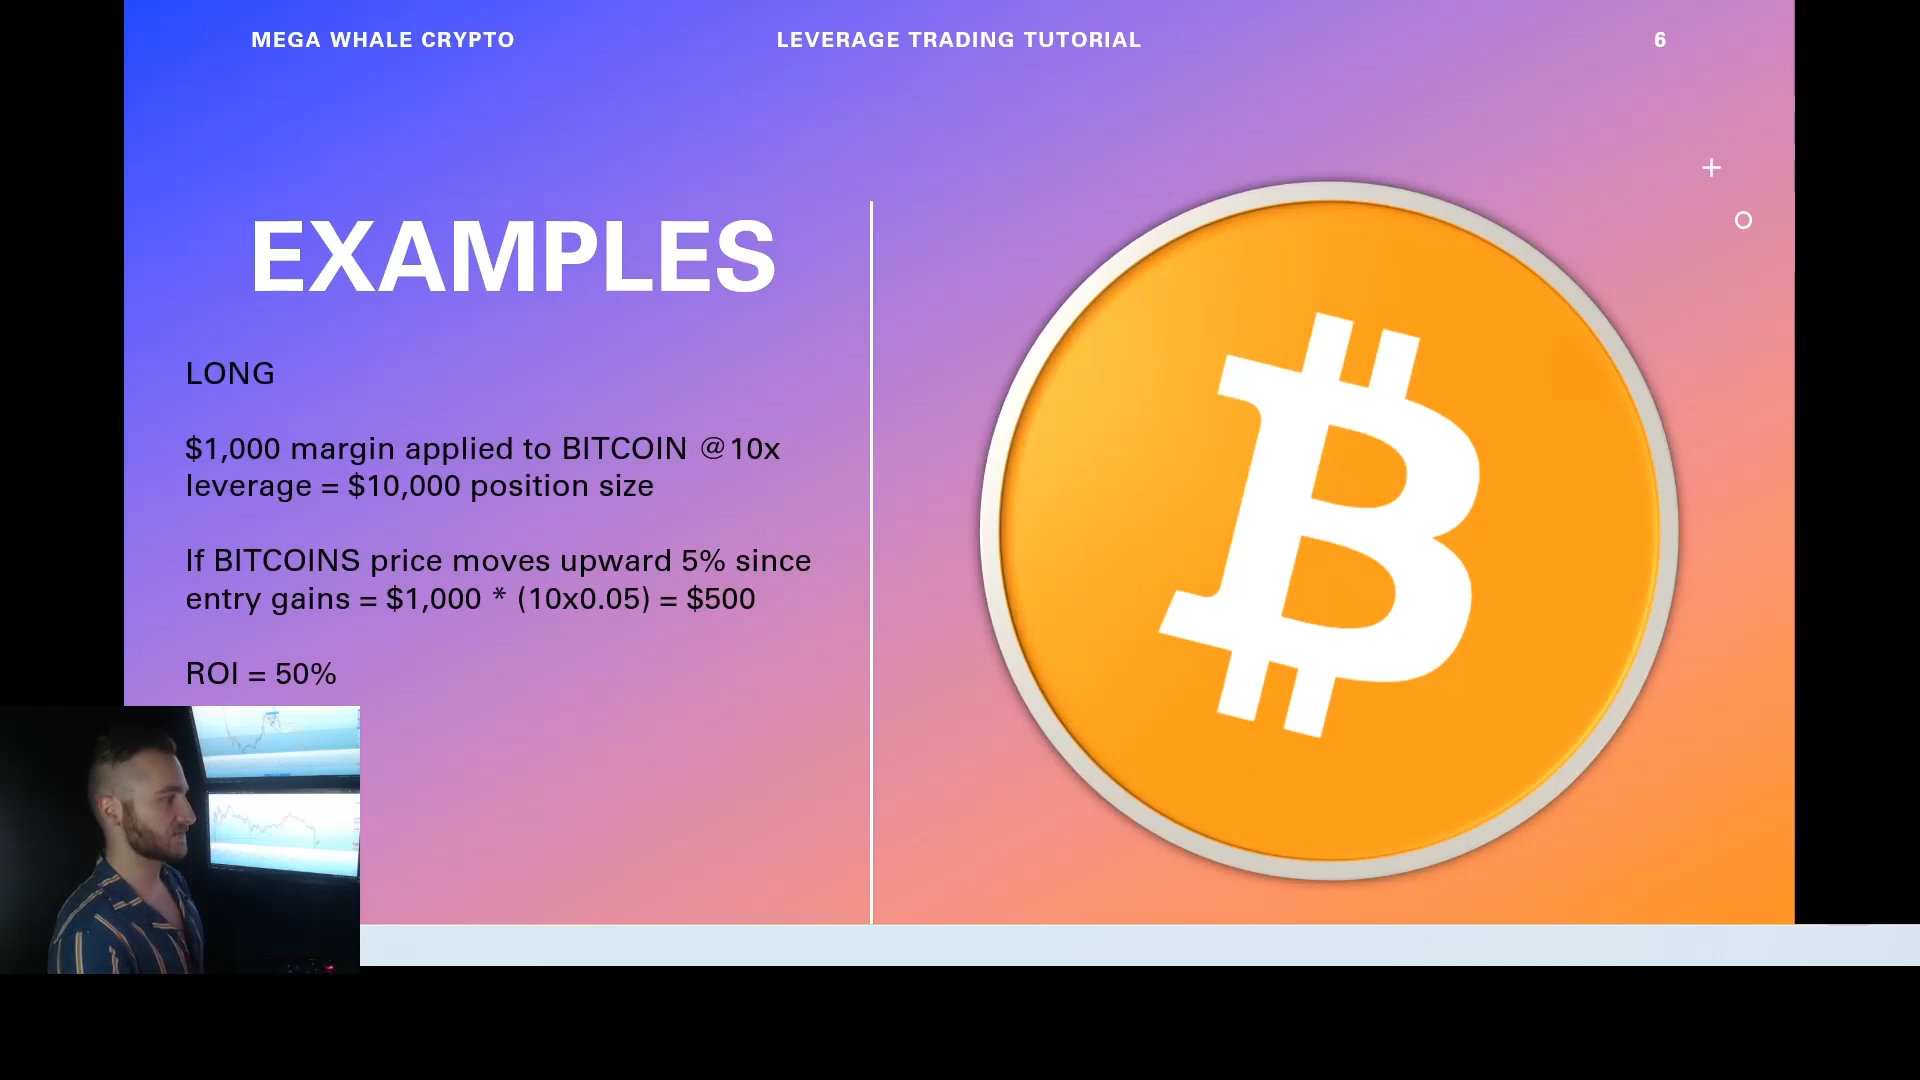 MEGA WHALE CRYPTO
LEVERAGE TRADING TUTORIAL
6
EXAMPLES
LONG
$1,000 margin applied to BITCOIN @10x
leverage = $10,000 position size
If BITCOINS price moves upward 5% since
entry gains = $1,000 * (10x0.05) = $500
ROI = 50%